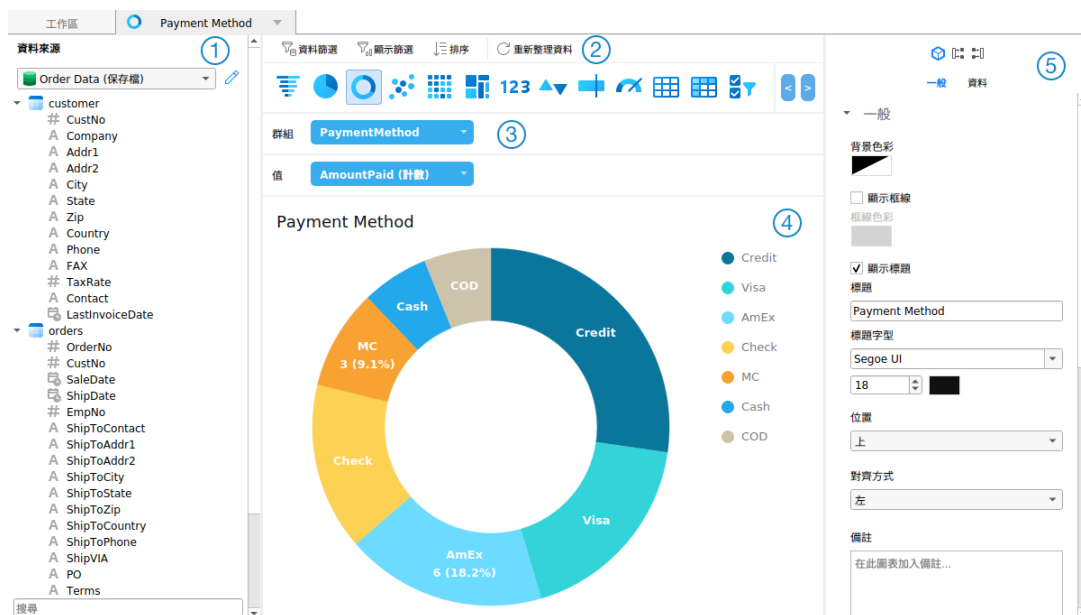 工作區
Payment Method
資料來源
1
Order Data (保存檔)
customer
CustNo
Company
Addr1
Addr2
City
State
Zip
Country
Phone
FAX
TaxRate
Contact
LastInvoiceDate
orders
OrderNo
CustNo
SaleDate
ShipDate
EmpNo
ShipToContact
ShipToAddr1
ShipToAddr2
ShipToCity
ShipToState
ShipToZip
ShipToCountry
ShipToPhone
ShipVIA
PO
Terms
搜尋
資料篩選 顯示篩選 排序 重新整理資料 2
123 < >
群組 PaymentMethod 3
值 AmountPaid (計數)
Payment Method 4
COD
Cash
Credit
MC
3 (9.1%)
Check
Visa
AmEx
6 (18.2%)
Credit
Visa
AmEx
Check
MC
Cash
COD
5
一般 資料
一般
背景色彩
顯示框線
框線色彩
顯示標題
標題
Payment Method
標題字型
Segoe UI
18
位置
上
對齊方式
左
備註
在此圖表加入備註...